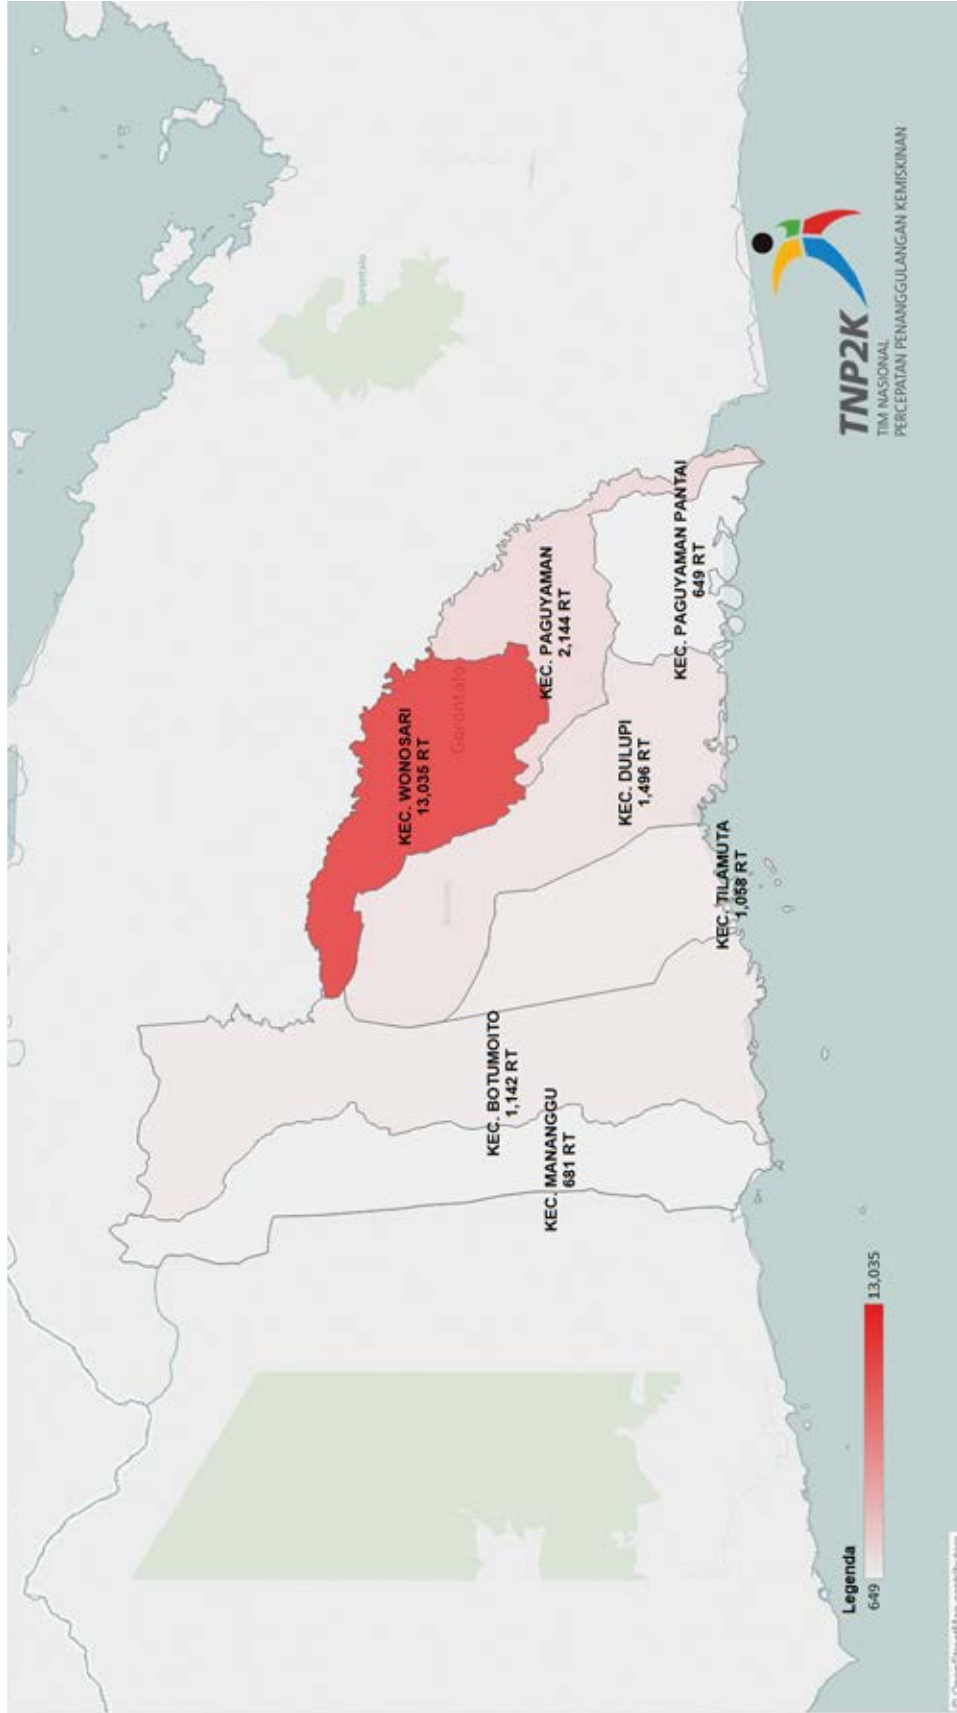 KEC. WONOSARI
13,035 RT
Gorontalo
Gorontalo
KEC. PAGUYAMAN
2,144 RT
KEC. PAGUYAMAN PANTAI
649 RT
KEC. DULUPI
1,496 RT
KEC. TILAMUTA
1,058 RT
KEC. BOTUMOITO
1,142 RT
KEC. MANANGGU
681 RT
Legenda
649
13,035
TNP2K
TIM NASIONAL
PERCEPATAN PENANGGULANGAN KEMISKINAN